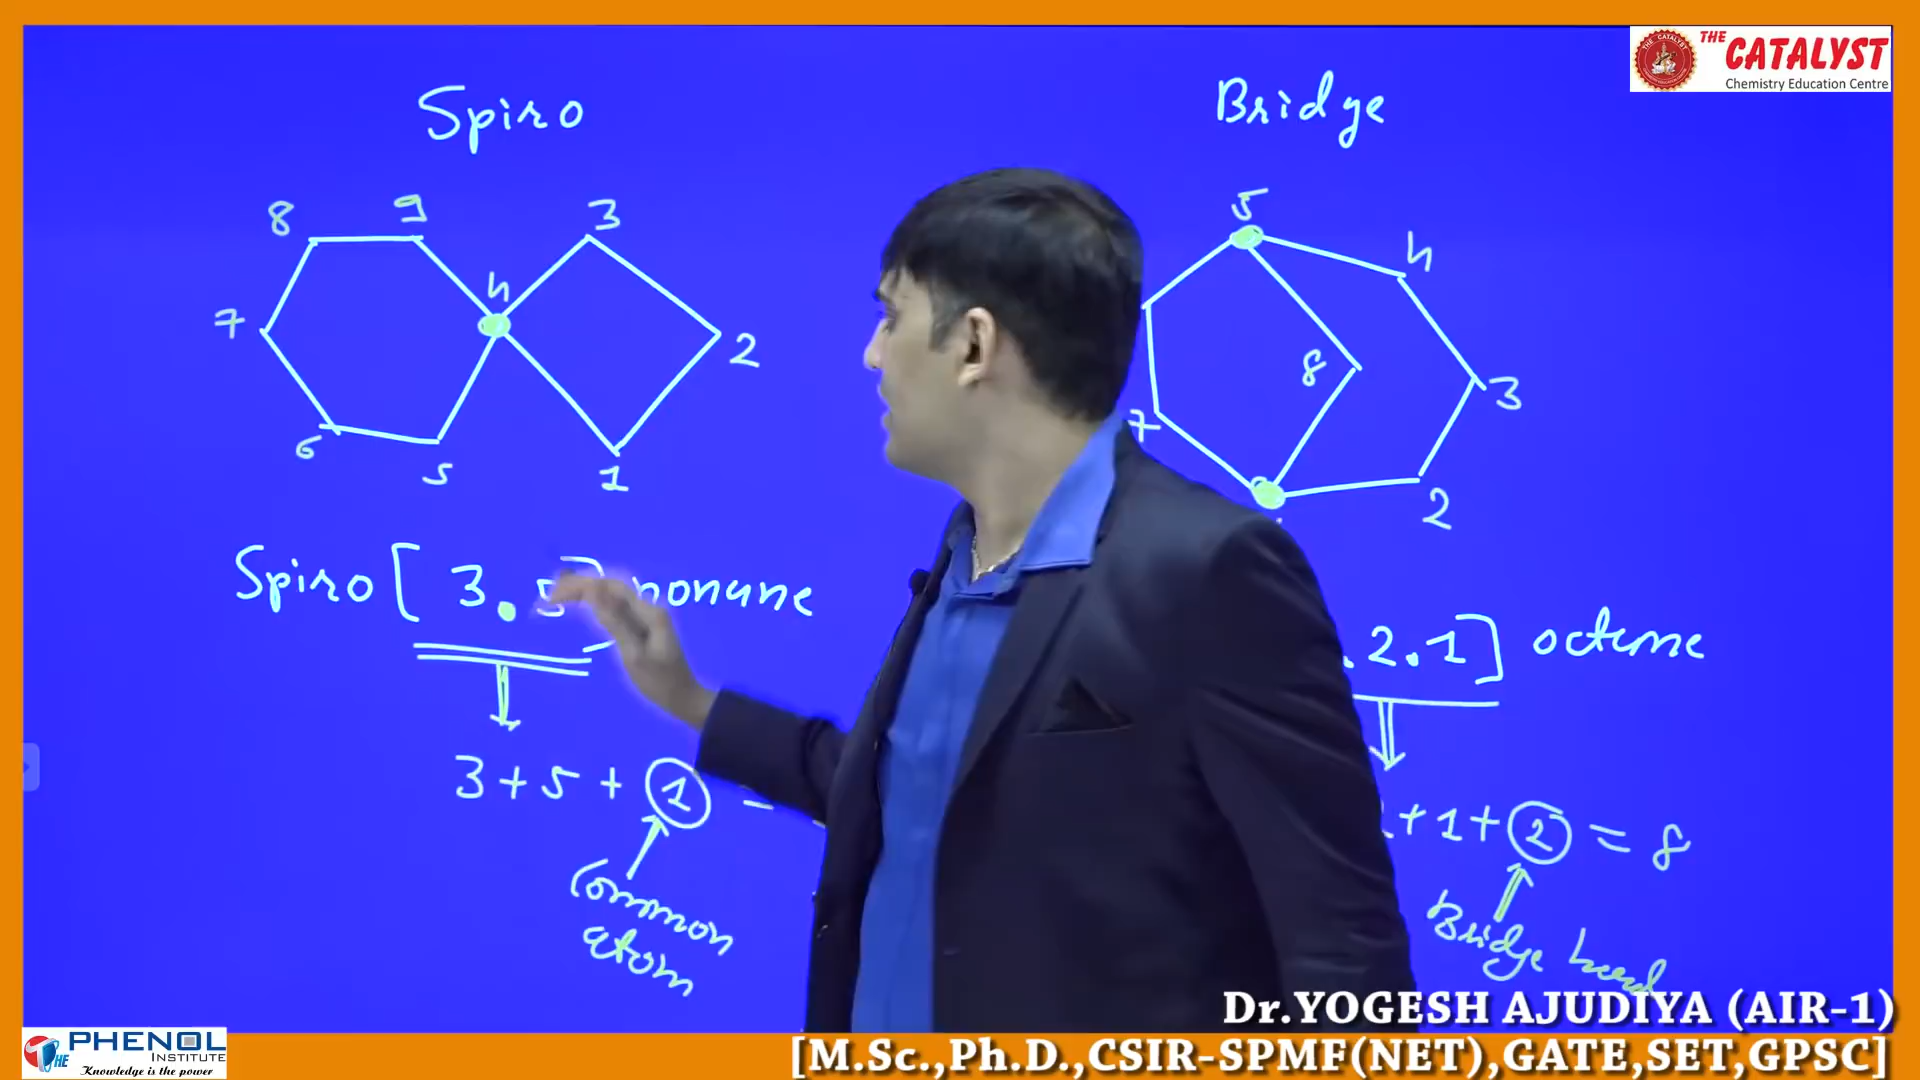 THE CATALYST
Chemistry Education Centre
Spiro
Bridge
8 9 3
4
7
2
6 5 1
5
4
8
3
7
2
Spiro [ 3.5] nonane
.2.1] octane
3+5+1 =
+1+2 = 8
Common
atom
Bridge head
Dr.YOGESH AJUDIYA (AIR-1)
[M.Sc.,Ph.D.,CSIR-SPMF(NET),GATE,SET,GPSC]
THE PHENOL
INSTITUTE
Knowledge is the power